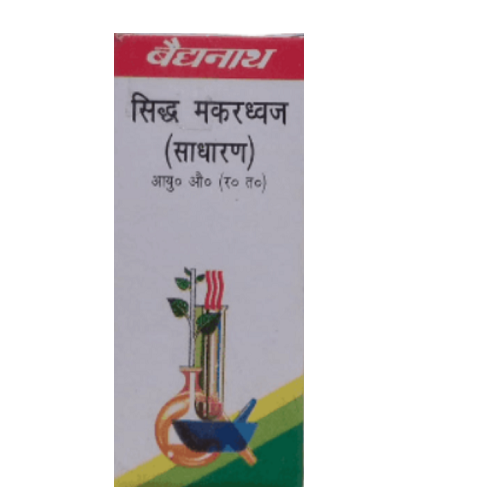 बैद्यनाथ
सिद्ध मकरध्वज
(साधारण)
आयु० औ० (र० त०)